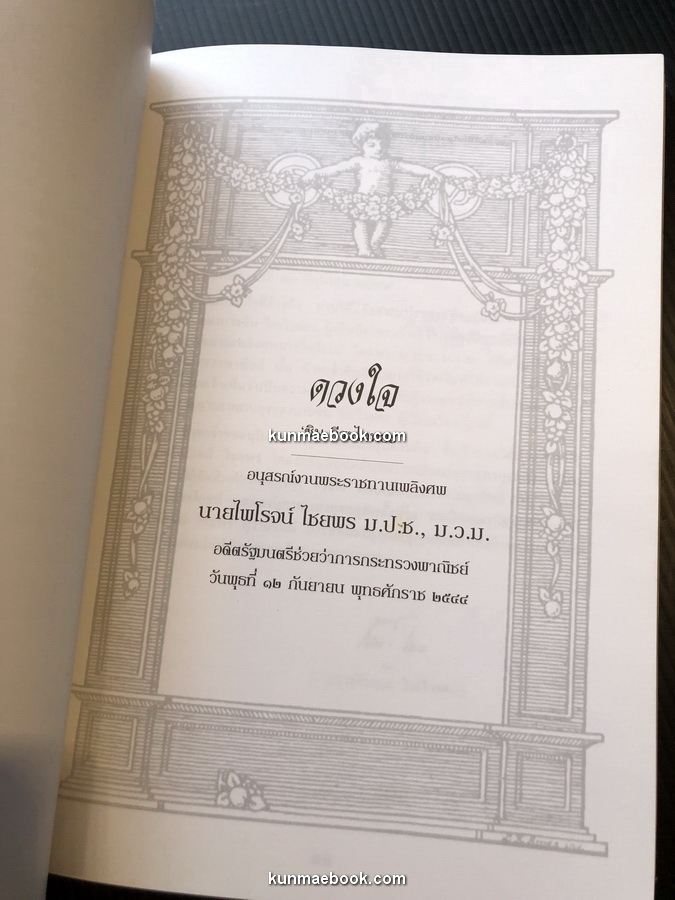 ดวงใจ
kunmaebook.com
อนุสรณ์งานพระราชทานเพลิงศพ
นายไพโรจน์ ไชยพร ม.ป.ช., ม.ว.ม.
อดีตรัฐมนตรีช่วยว่าการกระทรวงพาณิชย์
วันพุธที่ ๑๒ กันยายน พุทธศักราช ๒๕๔๔
kunmaebook.com